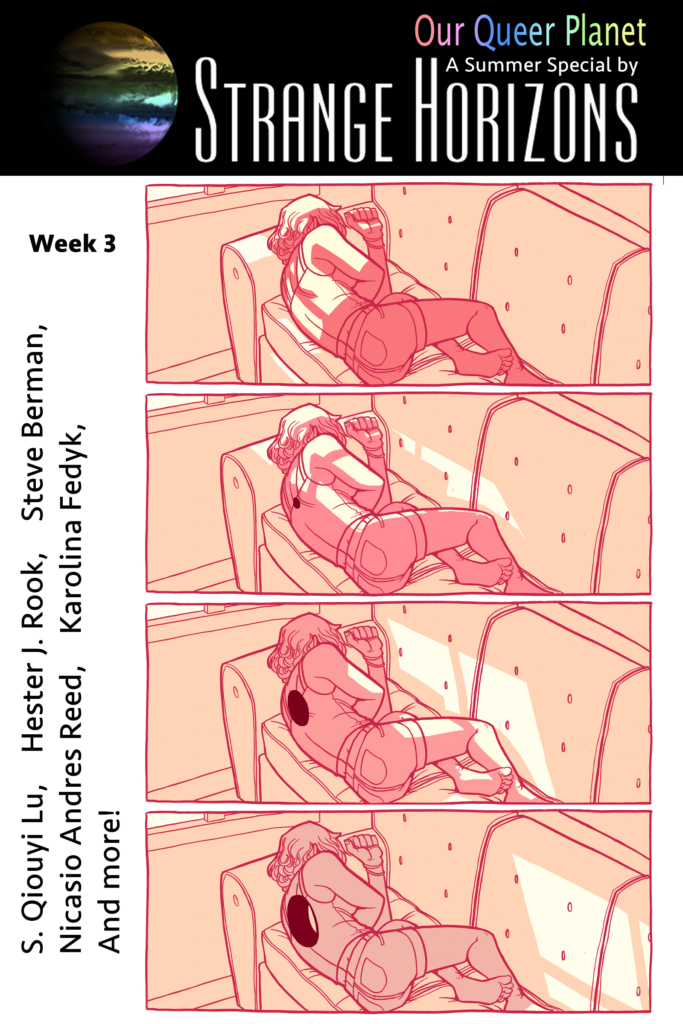 Our Queer Planet
A Summer Special by
STRANGE HORIZONS
Week 3
S. Qiouyi Lu, Hester J. Rook, Steve Berman,
Nicasio Andres Reed, Karolina Fedyk,
And more!